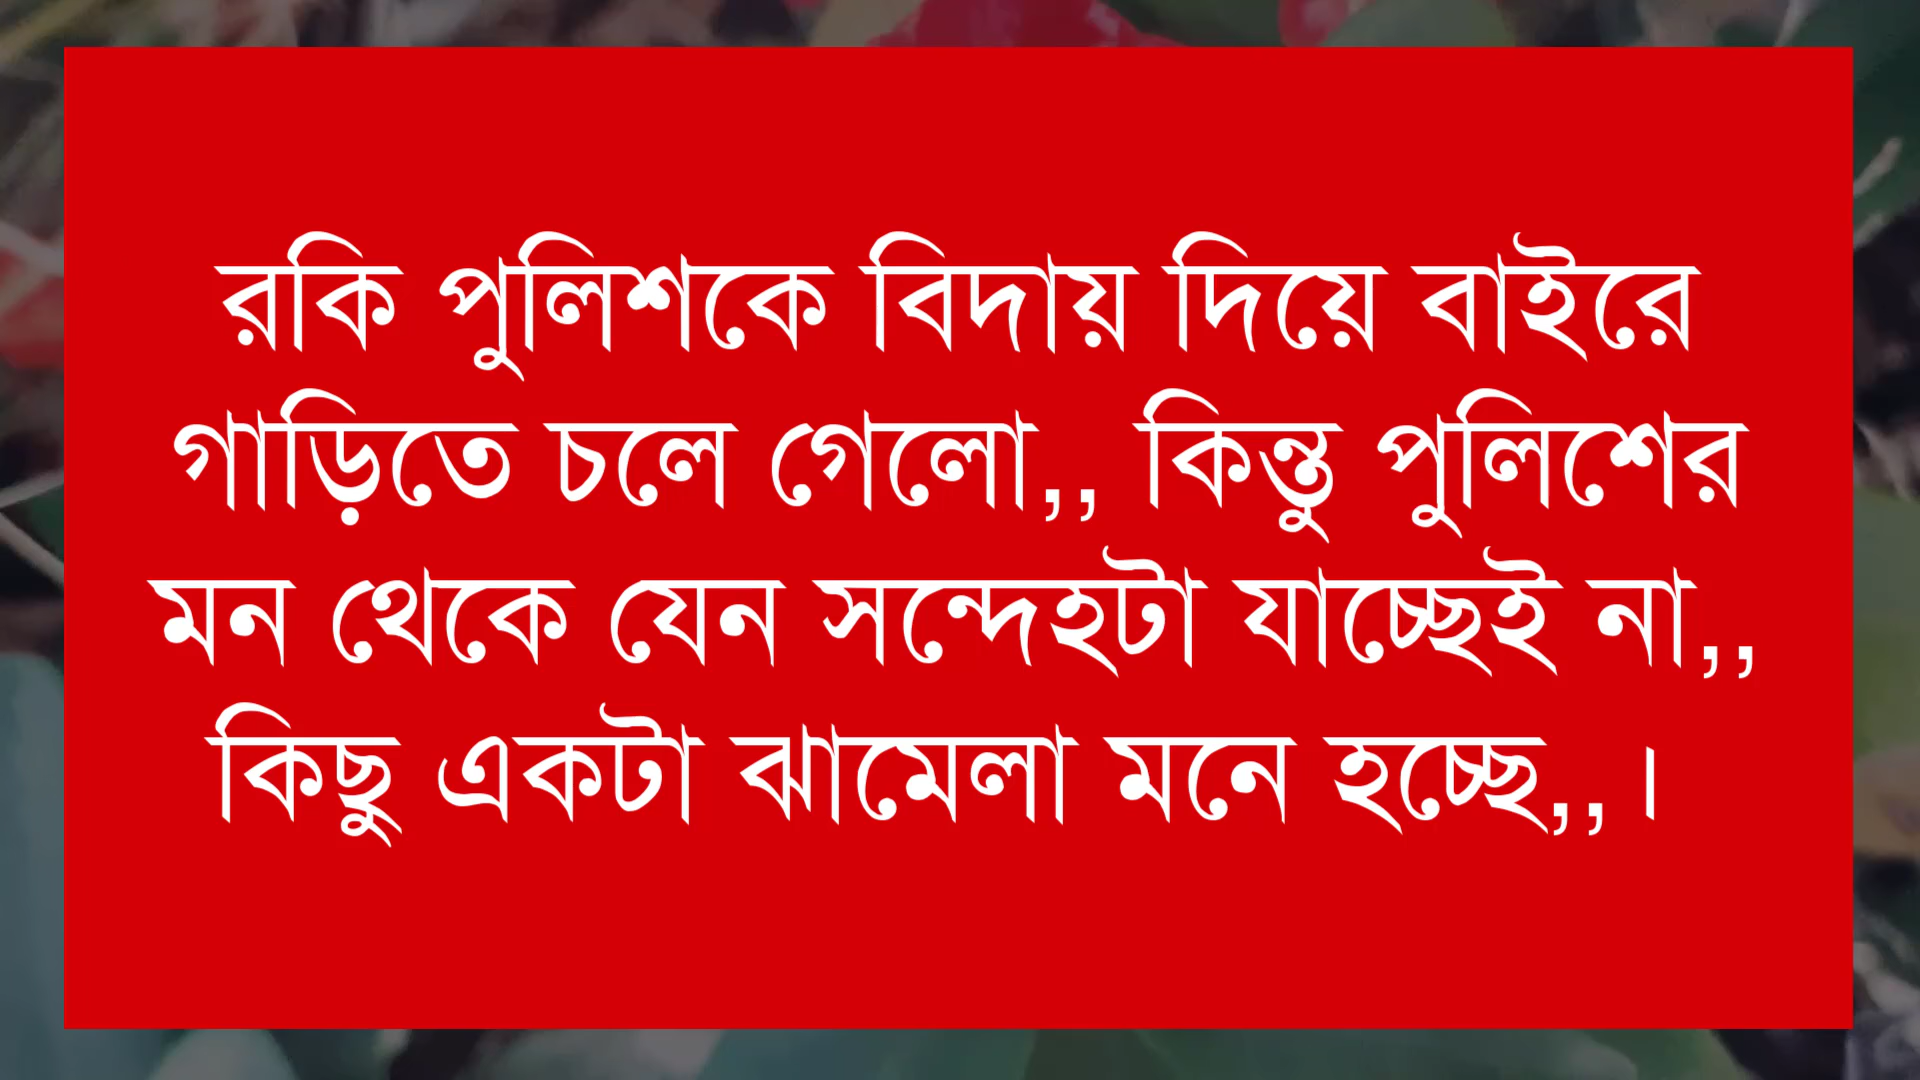 রকি পুলিশকে বিদায় দিয়ে বাইরে
গাড়িতে চলে গেলো,, কিন্তু পুলিশের
মন থেকে যেন সন্দেহটা যাচ্ছেই না,,
কিছু একটা ঝামেলা মনে হচ্ছে,,।